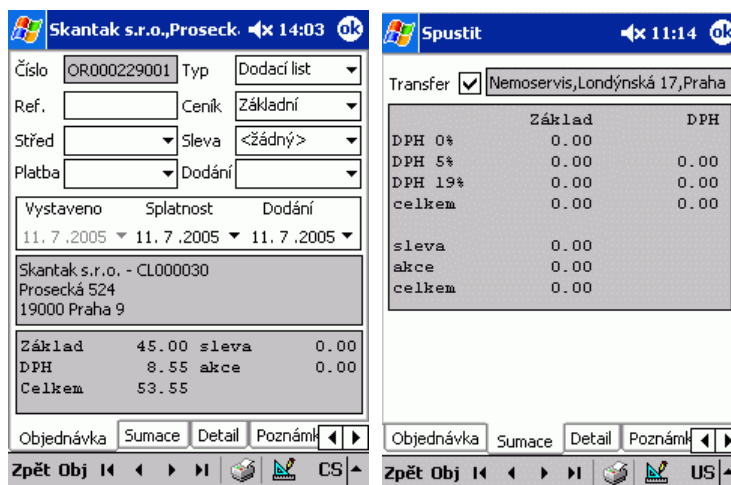 Skantak s.r.o.,Proseck. 14:03 ok
Číslo OR000229001 Typ Dodací list
Ref. Ceník Základní
Střed Sleva <žádný>
Platba Dodání
Vystaveno Splatnost Dodání
11. 7 .2005 11. 7 .2005 11. 7 .2005
Skantak s.r.o. - CL000030
Prosecká 524
19000 Praha 9
Základ 45.00 sleva 0.00
DPH 8.55 akce 0.00
Celkem 53.55
Objednávka Sumace Detail Poznámk
Zpět Obj CS
Spustit 11:14 ok
Transfer Nemoservis,Londýnská 17,Praha
Základ DPH
DPH 0% 0.00
DPH 5% 0.00 0.00
DPH 19% 0.00 0.00
celkem 0.00 0.00
sleva 0.00
akce 0.00
celkem 0.00
Objednávka Sumace Detail Poznámk
Zpět Obj US